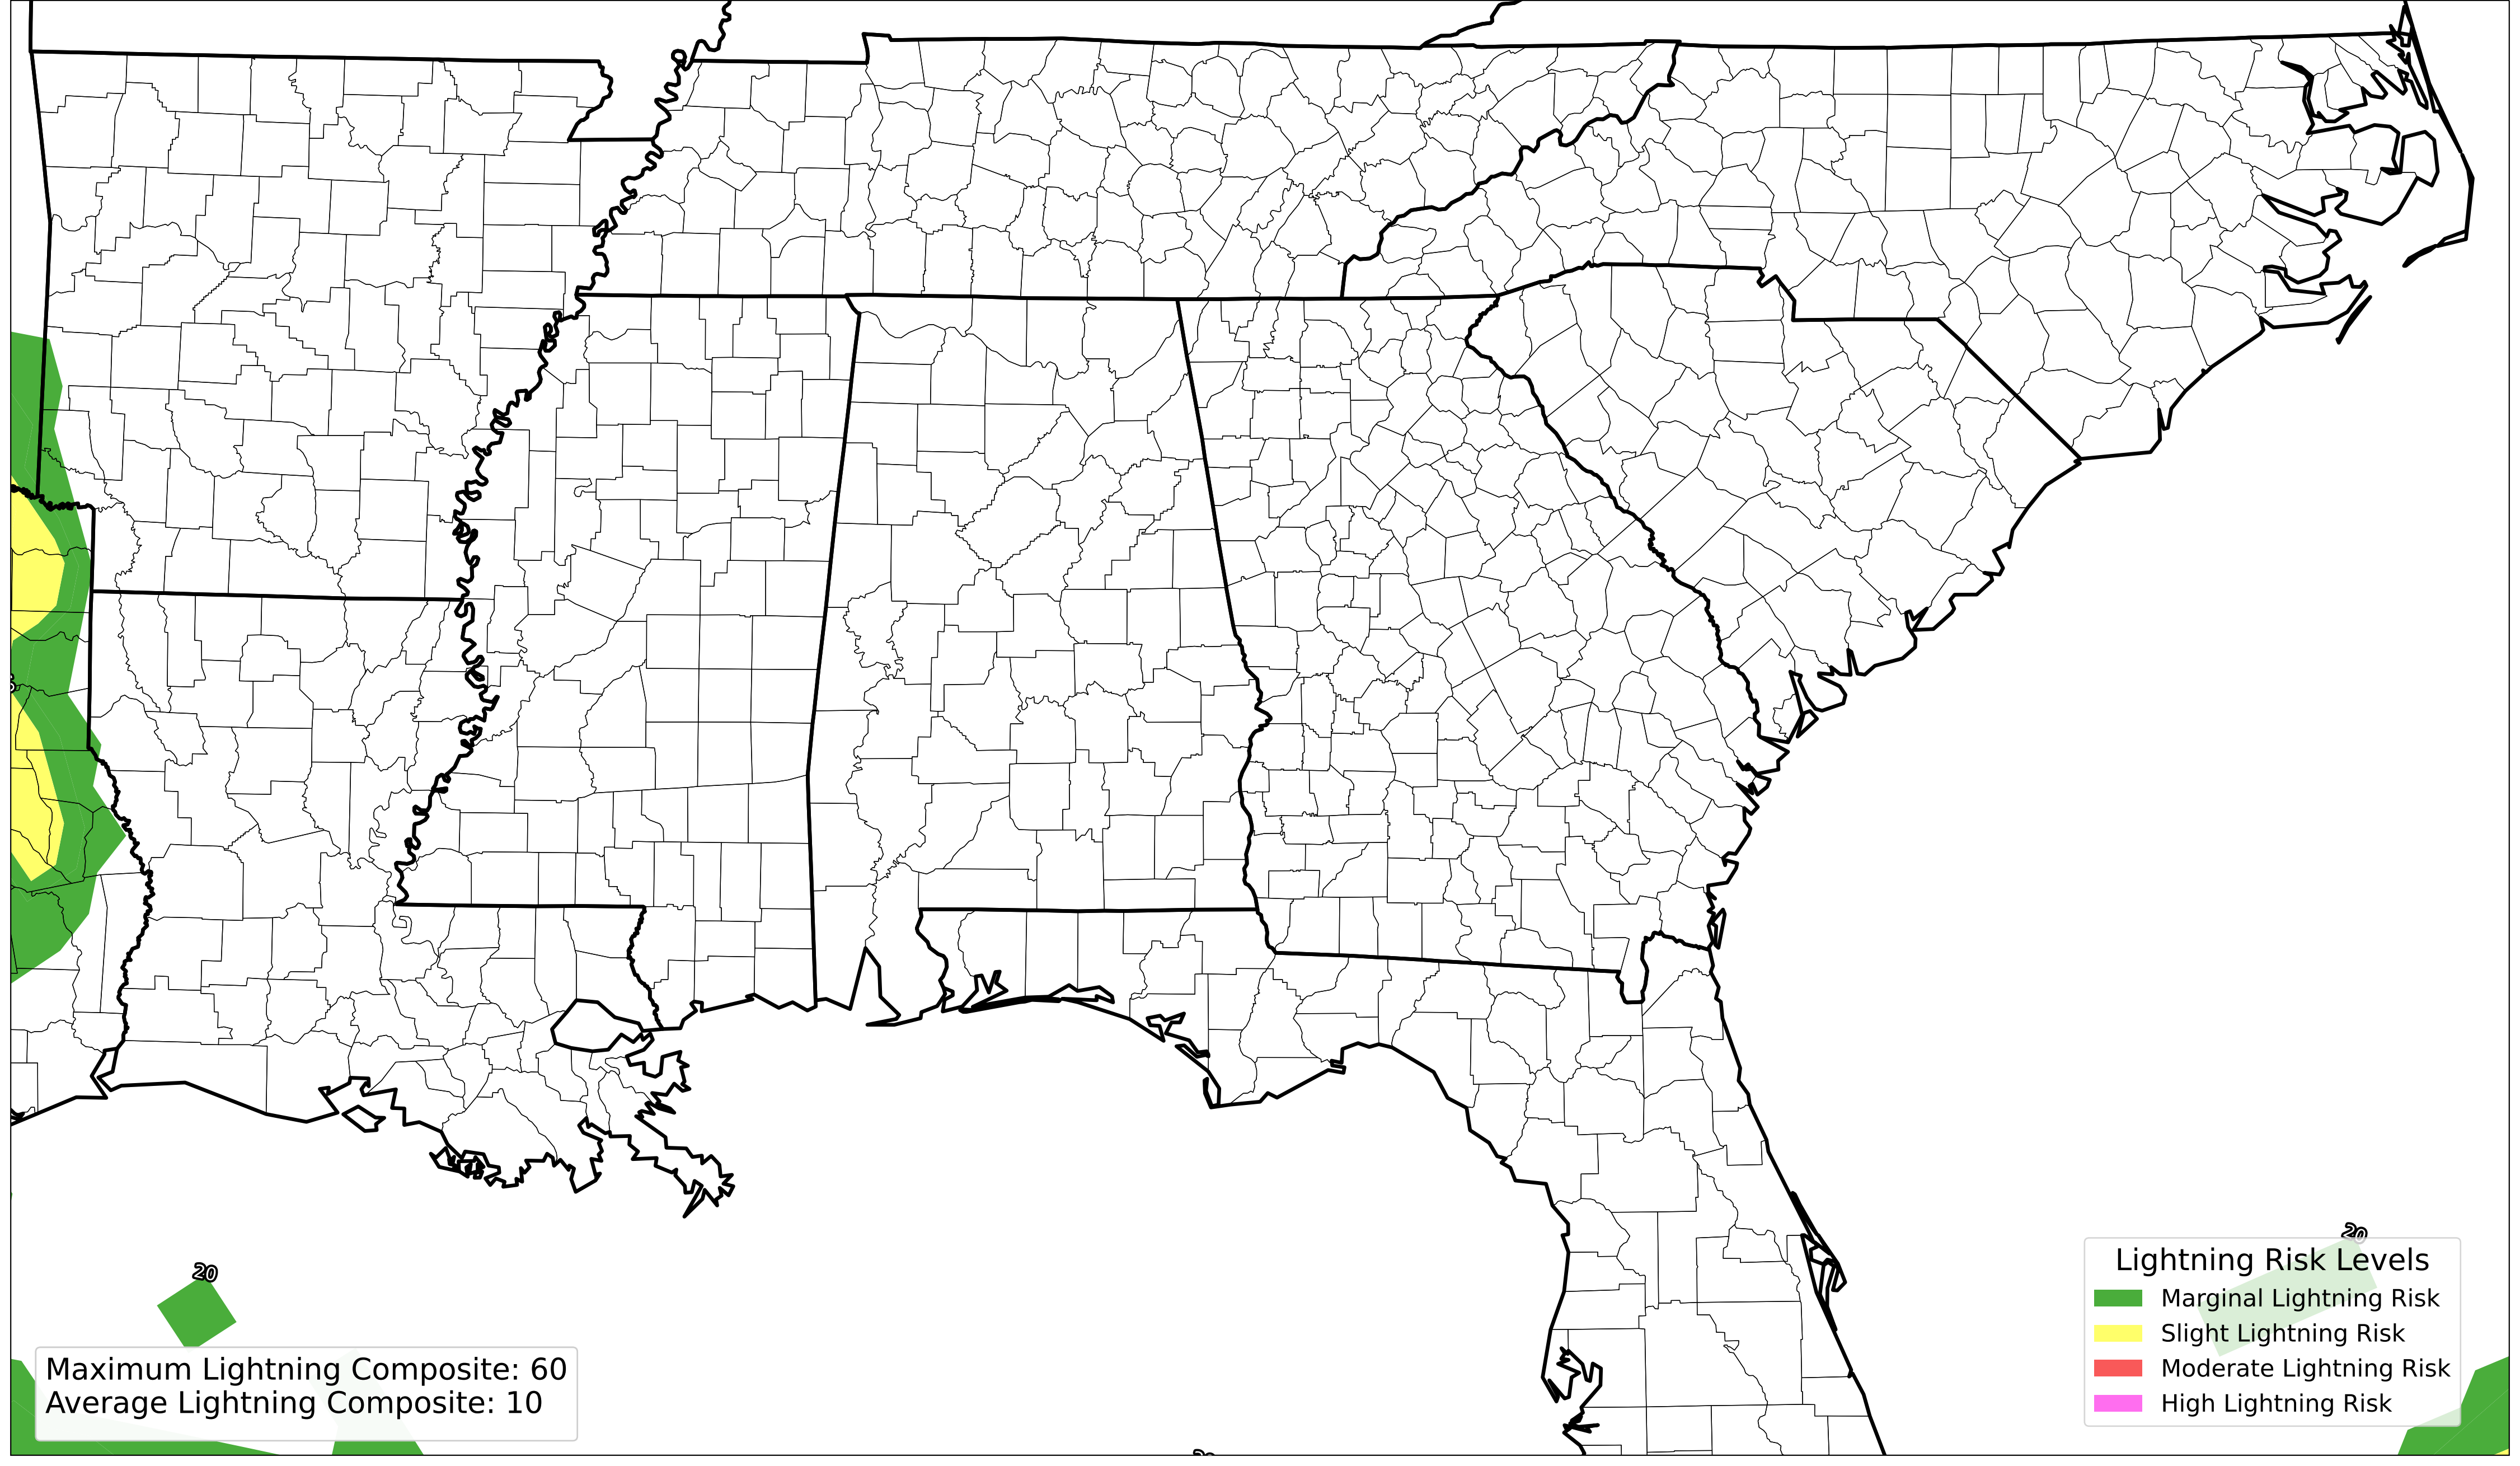 20
20
Lightning Risk Levels
Marginal Lightning Risk
Slight Lightning Risk
Moderate Lightning Risk
High Lightning Risk
Maximum Lightning Composite: 60
Average Lightning Composite: 10